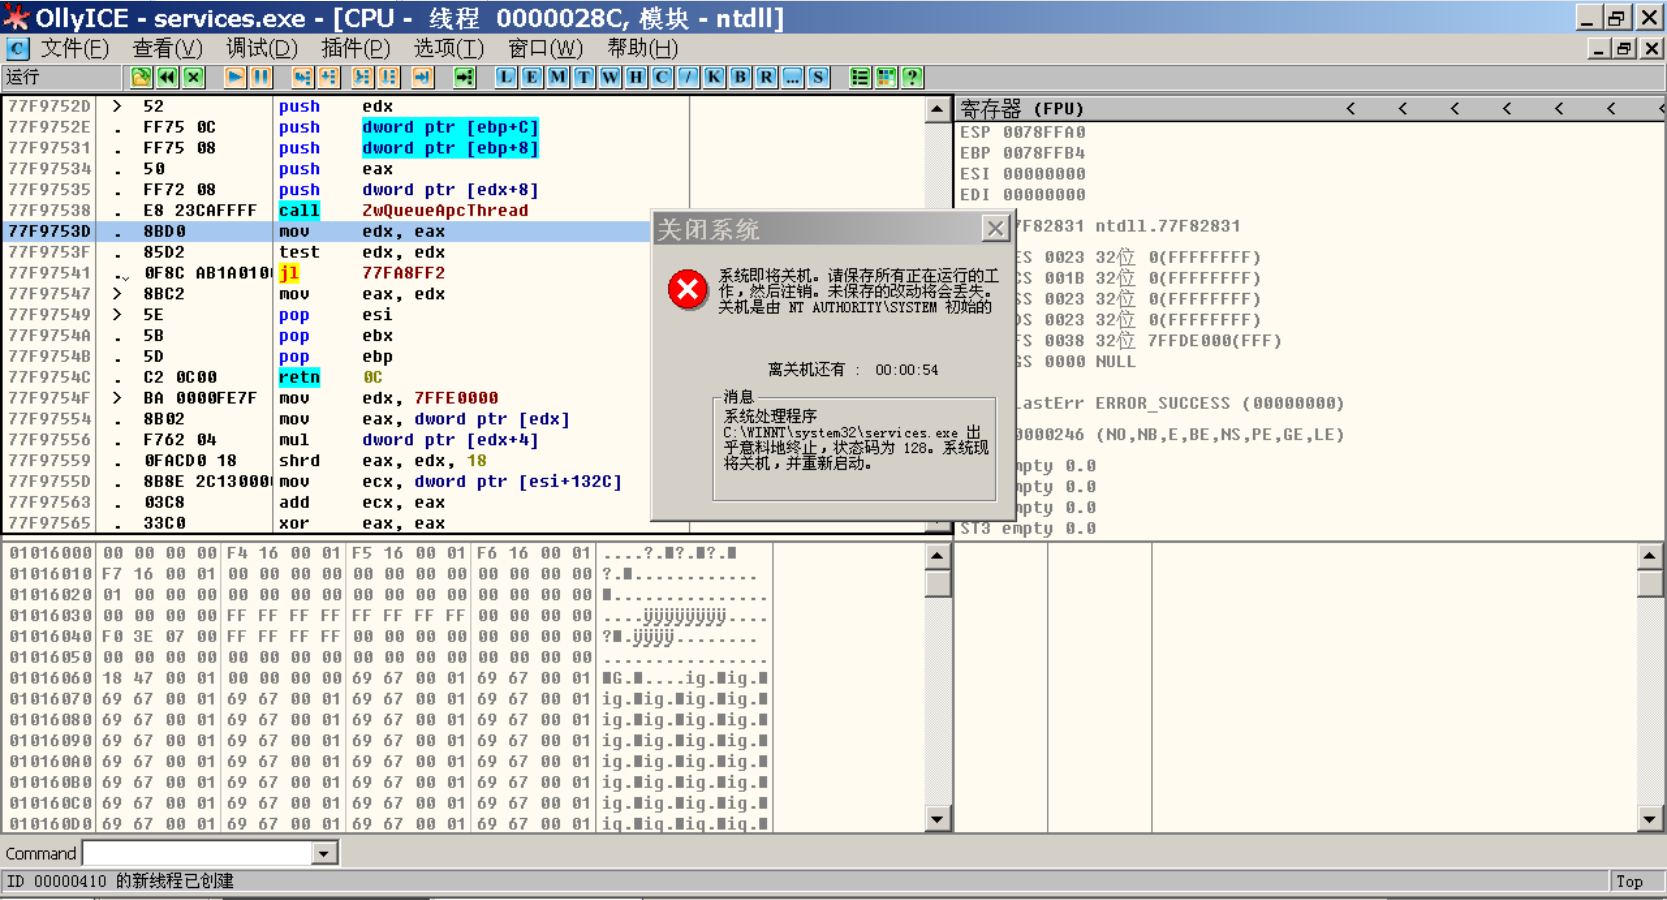 OllyICE - services.exe - [CPU - 线程 0000028C, 模块 - ntdll]
文件(F) 查看(V) 调试(D) 插件(P) 选项(T) 窗口(W) 帮助(H)
运行 L E M T W H C / K B R ... S ?
77F9752D > 52 push edx
77F9752E . FF75 0C push dword ptr [ebp+C]
77F97531 . FF75 08 push dword ptr [ebp+8]
77F97534 . 50 push eax
77F97535 . FF72 08 push dword ptr [edx+8]
77F97538 . E8 23CAFFFF call ZwQueueApcThread
77F9753D . 8BD0 mov edx, eax
77F9753F . 85D2 test edx, edx
77F97541 . 0F8C AB1A010 jl 77FA8FF2
77F97547 > 8BC2 mov eax, edx
77F97549 > 5E pop esi
77F9754A . 5B pop ebx
77F9754B . 5D pop ebp
77F9754C . C2 0C00 retn 0C
77F9754F > BA 0000FE7F mov edx, 7FFE0000
77F97554 . 8B02 mov eax, dword ptr [edx]
77F97556 . F762 04 mul dword ptr [edx+4]
77F97559 . 0FACD0 18 shrd eax, edx, 18
77F9755D . 8B8E 2C13000 mov ecx, dword ptr [esi+132C]
77F97563 . 03C8 add ecx, eax
77F97565 . 33C0 xor eax, eax
寄存器 (FPU) < < < < < < <
ESP 0078FFA0
EBP 0078FFB4
ESI 00000000
EDI 00000000
7F82831 ntdll.77F82831
ES 0023 32位 0(FFFFFFFF)
CS 001B 32位 0(FFFFFFFF)
SS 0023 32位 0(FFFFFFFF)
DS 0023 32位 0(FFFFFFFF)
FS 0038 32位 7FFDE000(FFF)
GS 0000 NULL
LastErr ERROR_SUCCESS (00000000)
0000246 (NO,NB,E,BE,NS,PE,GE,LE)
mpty 0.0
mpty 0.0
mpty 0.0
ST3 empty 0.0
关闭系统
系统即将关机。请保存所有正在运行的工
作，然后注销。未保存的改动将会丢失。
关机是由 NT AUTHORITY\SYSTEM 初始的
离关机还有 : 00:00:54
消息
系统处理程序
C:\WINNT\system32\services.exe 出
乎意料地终止，状态码为 128。系统现
将关机，并重新启动。
01016000 00 00 00 00 F4 16 00 01 F5 16 00 01 F6 16 00 01 ....?.■?.■?.■
01016010 F7 16 00 01 00 00 00 00 00 00 00 00 00 00 00 00 ?.■............
01016020 01 00 00 00 00 00 00 00 00 00 00 00 00 00 00 00 ■...............
01016030 00 00 00 00 FF FF FF FF FF FF FF FF 00 00 00 00 ....ÿÿÿÿÿÿÿÿ....
01016040 F0 3E 07 00 FF FF FF FF 00 00 00 00 00 00 00 00 ?■.ÿÿÿÿ........
01016050 00 00 00 00 00 00 00 00 00 00 00 00 00 00 00 00 ................
01016060 18 47 00 01 00 00 00 00 69 67 00 01 69 67 00 01 ■G.■....ig.■ig.■
01016070 69 67 00 01 69 67 00 01 69 67 00 01 69 67 00 01 ig.■ig.■ig.■ig.■
01016080 69 67 00 01 69 67 00 01 69 67 00 01 69 67 00 01 ig.■ig.■ig.■ig.■
01016090 69 67 00 01 69 67 00 01 69 67 00 01 69 67 00 01 ig.■ig.■ig.■ig.■
010160A0 69 67 00 01 69 67 00 01 69 67 00 01 69 67 00 01 ig.■ig.■ig.■ig.■
010160B0 69 67 00 01 69 67 00 01 69 67 00 01 69 67 00 01 ig.■ig.■ig.■ig.■
010160C0 69 67 00 01 69 67 00 01 69 67 00 01 69 67 00 01 ig.■ig.■ig.■ig.■
010160D0 69 67 00 01 69 67 00 01 69 67 00 01 69 67 00 01 ig.■ig.■ig.■ig.■
Command
ID 00000410 的新线程已创建 Top